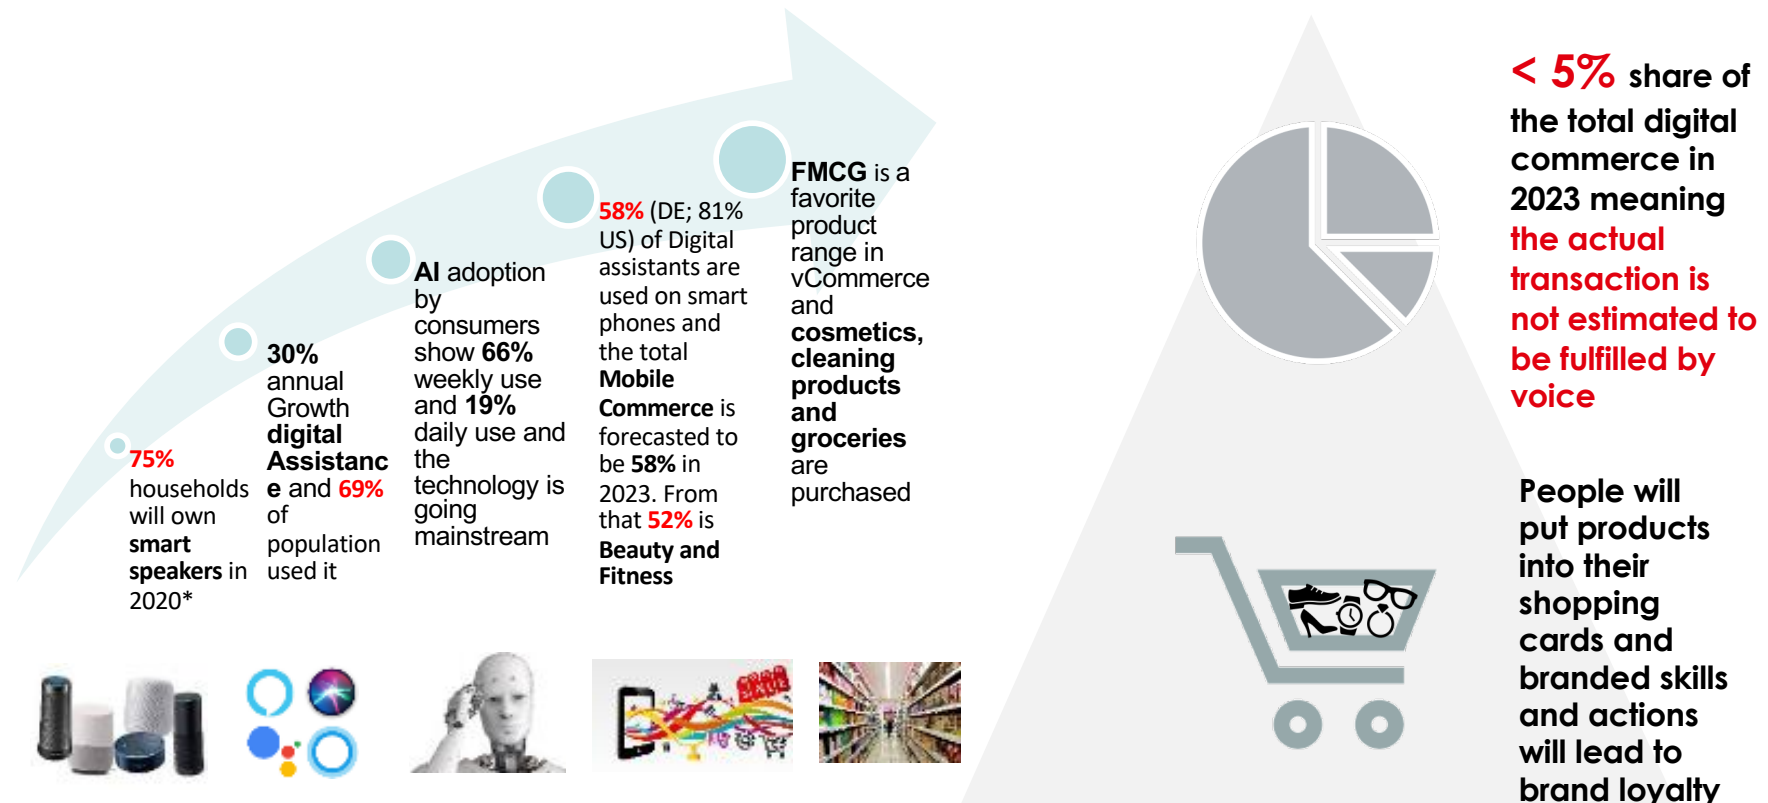 75%
households
will own
smart
speakers in
2020*
30%
annual
Growth
digital
Assistanc
e and 69%
of
population
used it
AI adoption
by
consumers
show 66%
weekly use
and 19%
daily use and
the
technology is
going
mainstream
58% (DE; 81%
US) of Digital
assistants are
used on smart
phones and
the total
Mobile
Commerce is
forecasted to
be 58% in
2023. From
that 52% is
Beauty and
Fitness
FMCG is a
favorite
product
range in
vCommerce
and
cosmetics,
cleaning
products
and
groceries
are
purchased
< 5% share of
the total digital
commerce in
2023 meaning
the actual
transaction is
not estimated to
be fulfilled by
voice
People will
put products
into their
shopping
cards and
branded skills
and actions
will lead to
brand loyalty